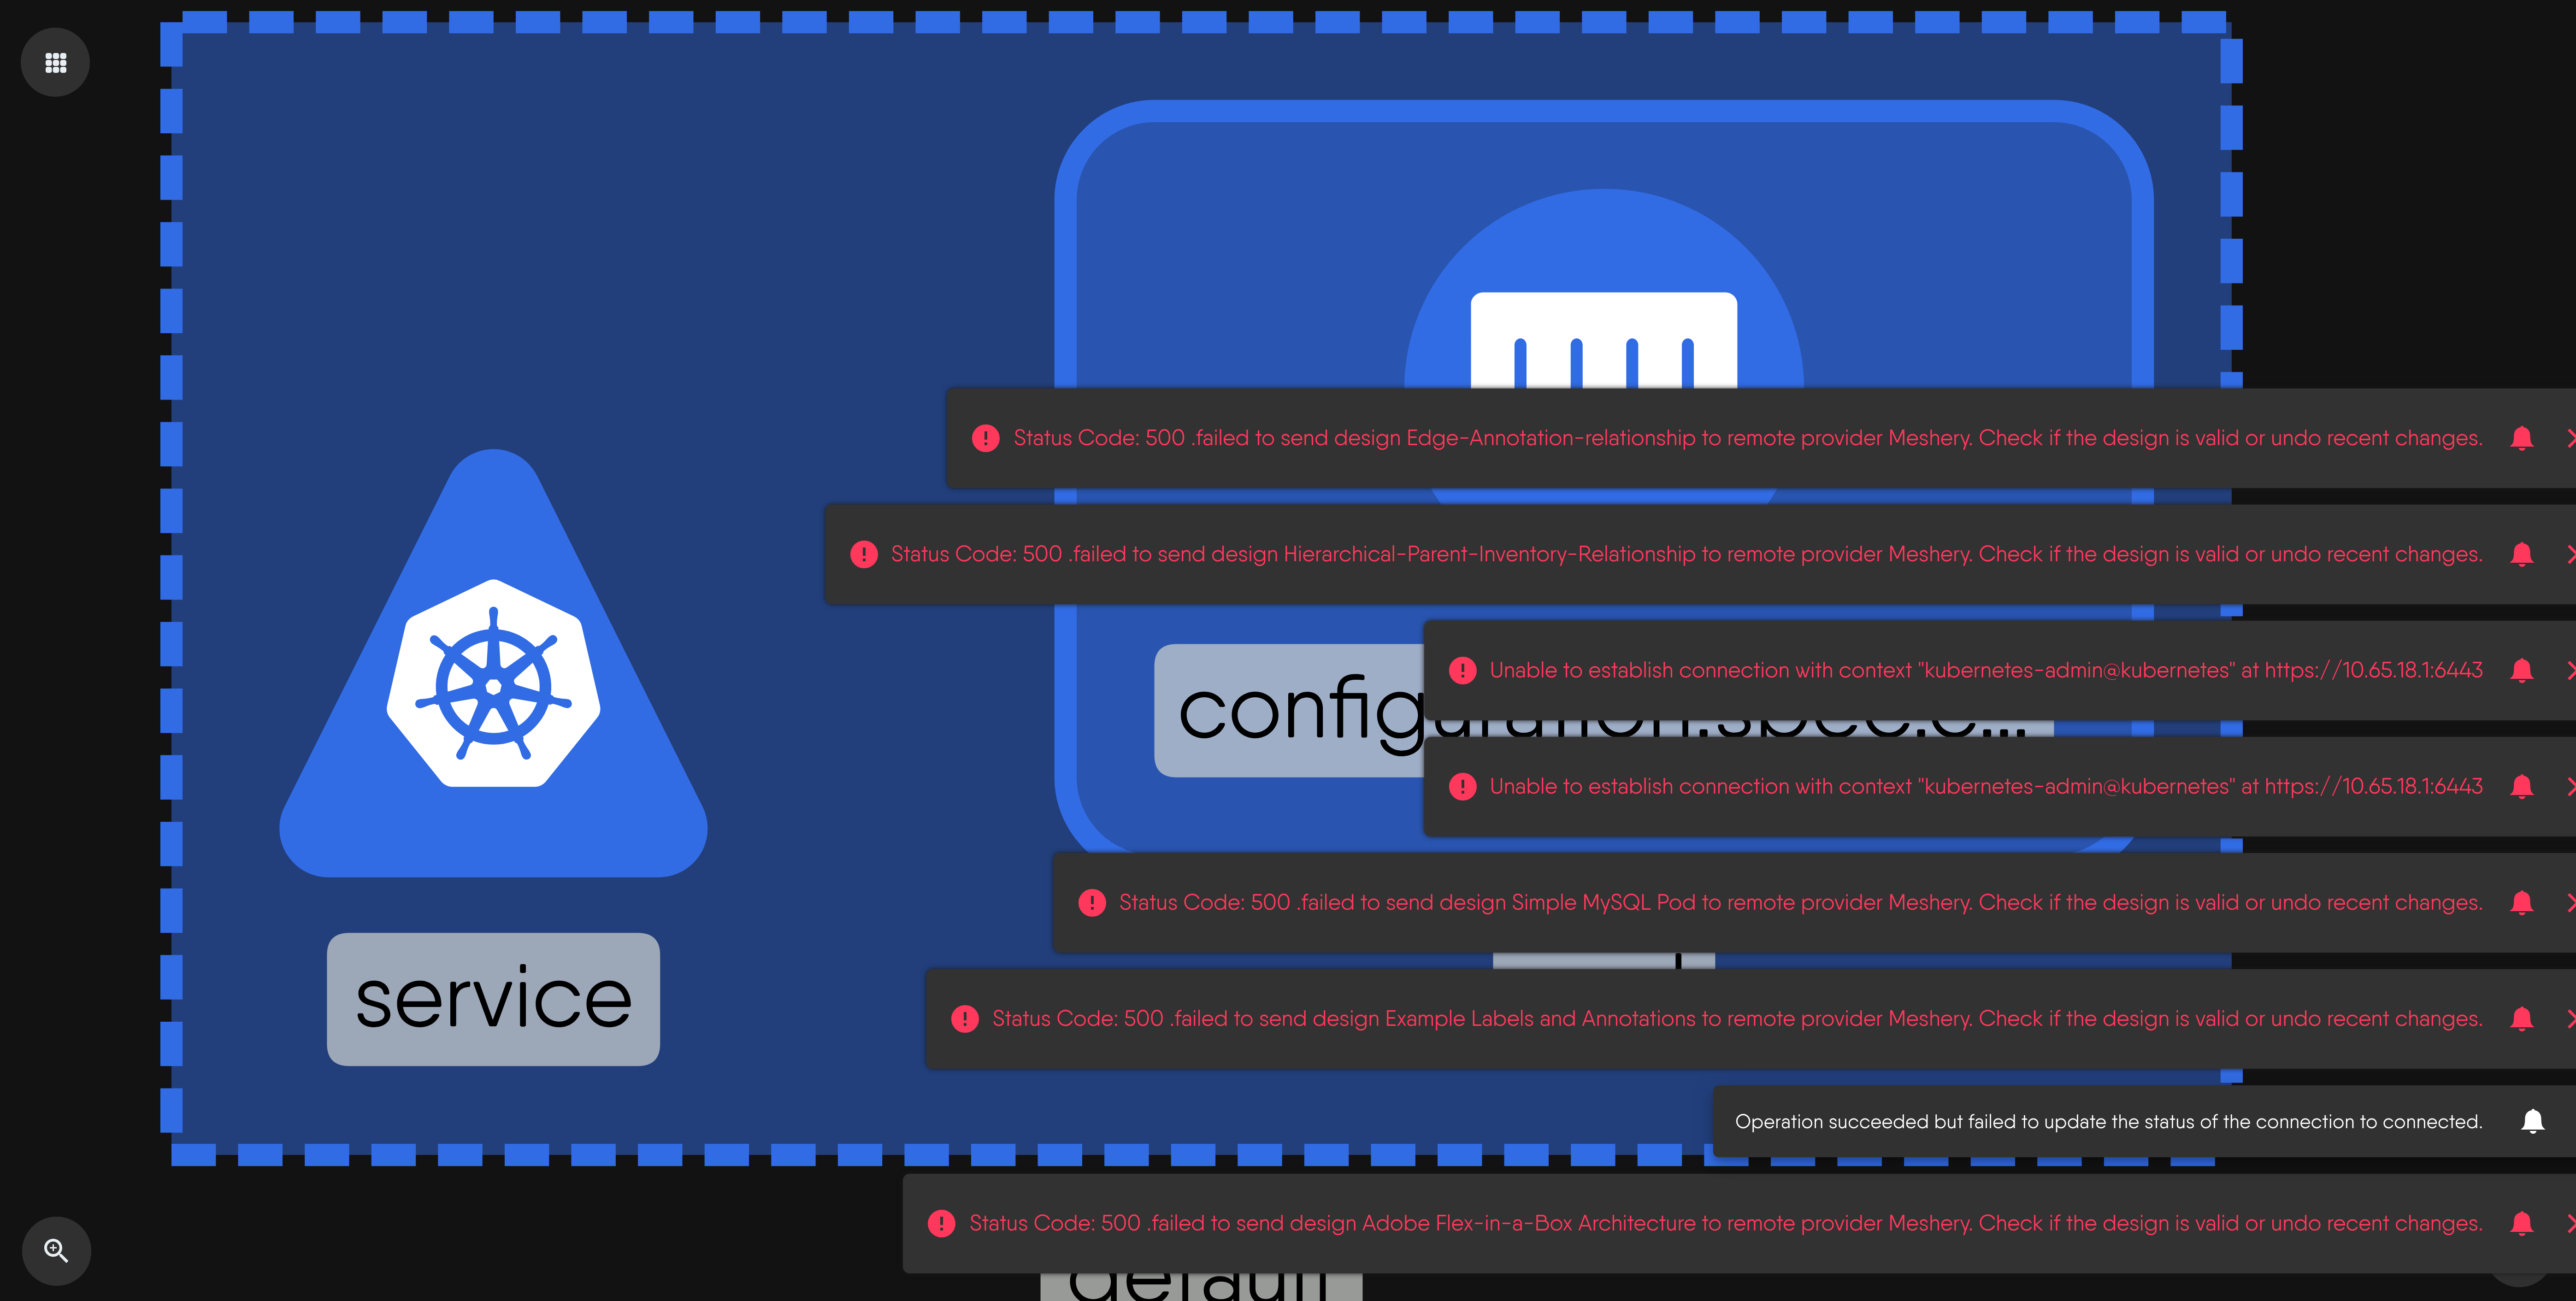 Status Code: 500 .failed to send design Edge-Annotation-relationship to remote provider Meshery. Check if the design is valid or undo recent changes.
Status Code: 500 .failed to send design Hierarchical-Parent-Inventory-Relationship to remote provider Meshery. Check if the design is valid or undo recent changes.
Unable to establish connection with context "kubernetes-admin@kubernetes" at https://10.65.18.1:6443
configuration.spec.c...
Unable to establish connection with context "kubernetes-admin@kubernetes" at https://10.65.18.1:6443
Status Code: 500 .failed to send design Simple MySQL Pod to remote provider Meshery. Check if the design is valid or undo recent changes.
service
Status Code: 500 .failed to send design Example Labels and Annotations to remote provider Meshery. Check if the design is valid or undo recent changes.
Operation succeeded but failed to update the status of the connection to connected.
Status Code: 500 .failed to send design Adobe Flex-in-a-Box Architecture to remote provider Meshery. Check if the design is valid or undo recent changes.
default